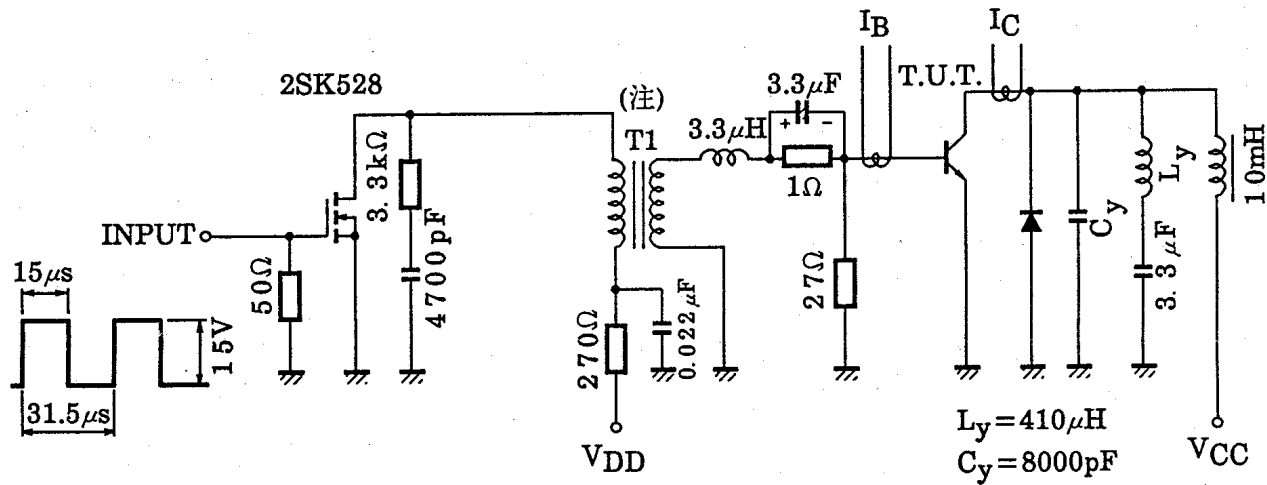 I_B
I_C
2SK528
3.3μF
T.U.T.
(注)
T1
3.3μH
+
−
1Ω
3.3kΩ
4700pF
INPUT
50Ω
15μs
15V
31.5μs
270Ω
0.022μF
V_DD
27Ω
C_y
L_y
3.3μF
10mH
L_y=410μH
C_y=8000pF
V_CC